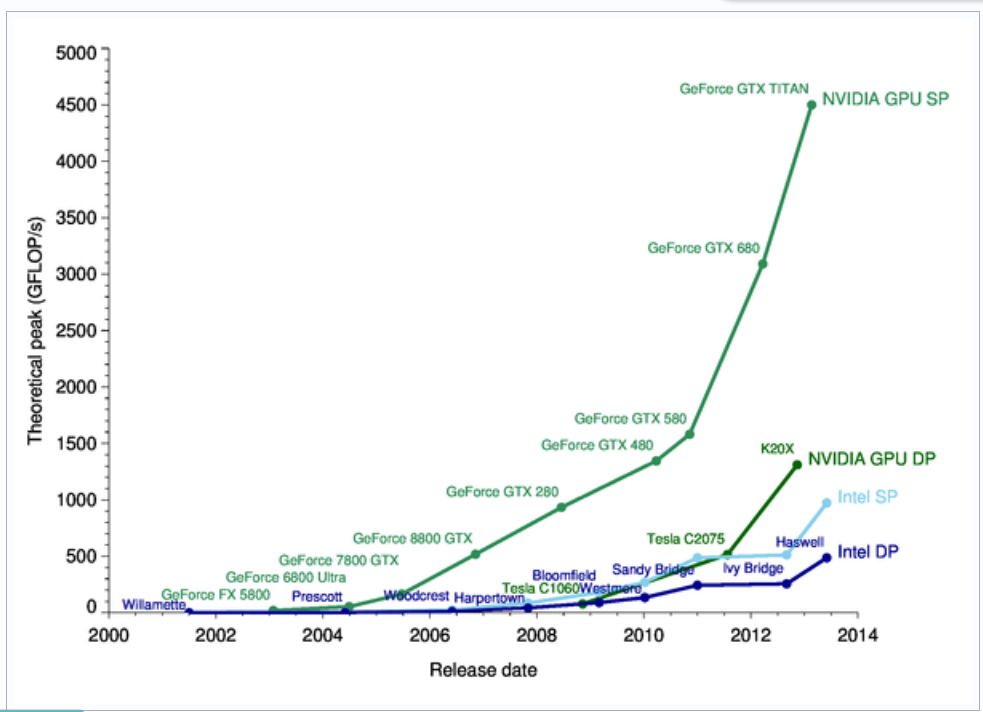 5000
GeForce GTX TITAN
NVIDIA GPU SP
4500
4000
3500
GeForce GTX 680
3000
Theoretical peak (GFLOP/s)
2500
2000
GeForce GTX 580
1500
GeForce GTX 480
K20X
NVIDIA GPU DP
GeForce GTX 280
1000
Intel SP
GeForce 8800 GTX
Tesla C2075
Haswell
Intel DP
500
GeForce 7800 GTX
Bloomfield
Sandy Bridge
Ivy Bridge
GeForce 6800 Ultra
Tesla C1060
Westmere
GeForce FX 5800
Prescott
Woodcrest
Harpertown
0
Willamette
2000
2002
2004
2006
2008
2010
2012
2014
Release date